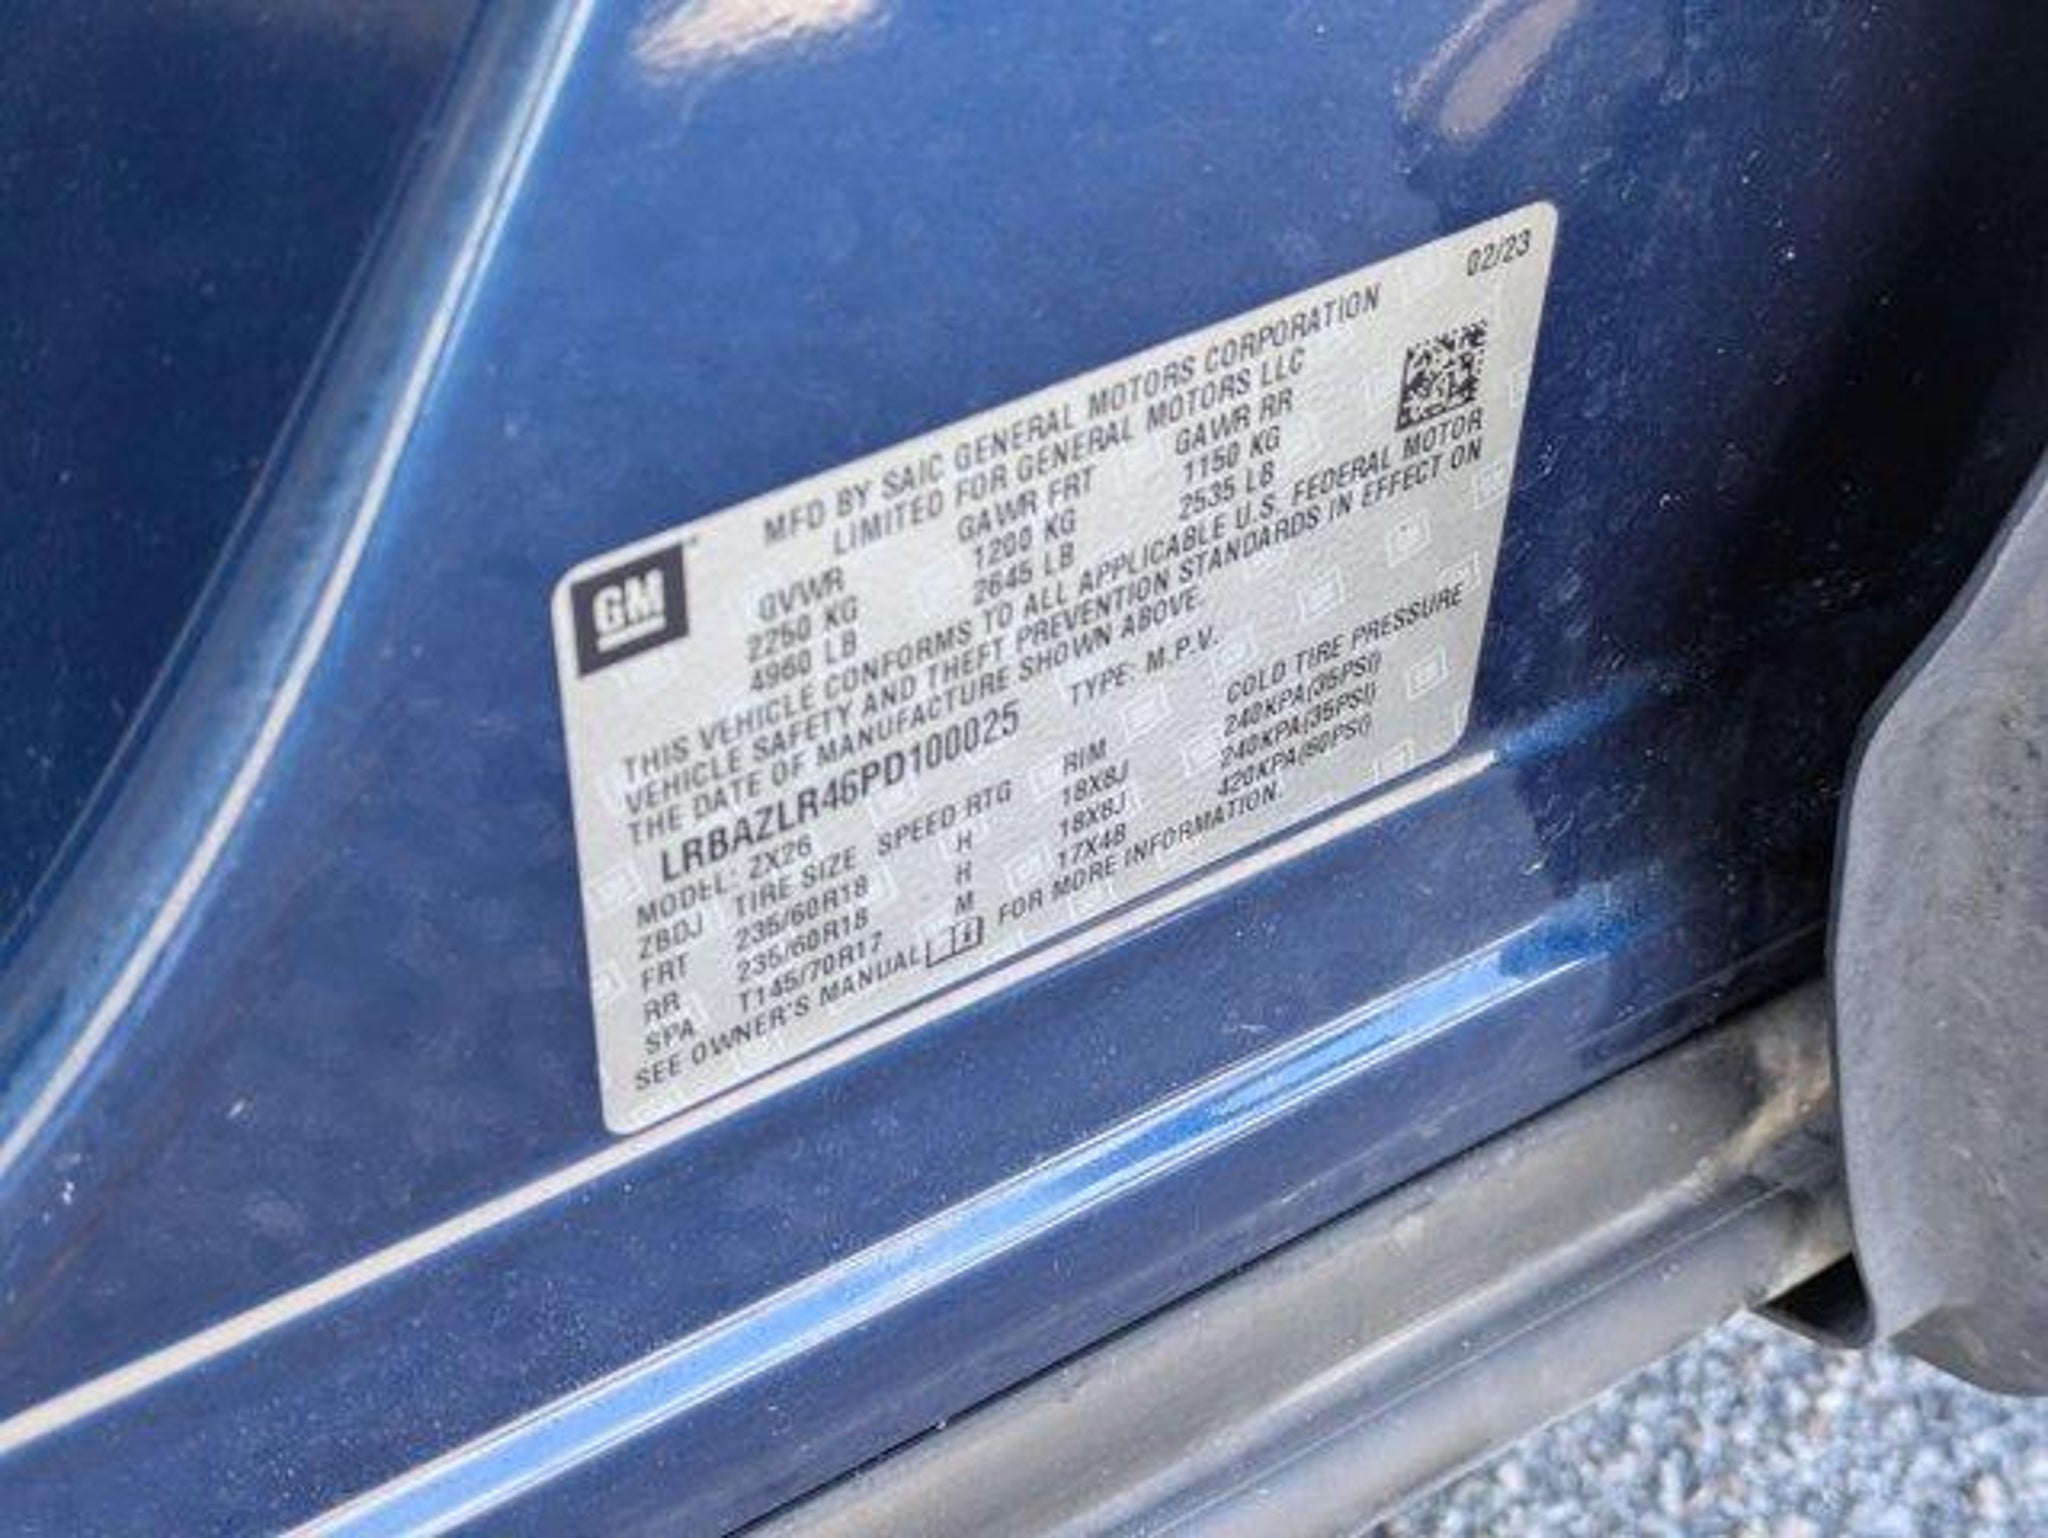 GM
02/23
MFD BY SAIC GENERAL MOTORS CORPORATION
LIMITED FOR GENERAL MOTORS LLC
GVWR GAWR FRT GAWR RR
2250 KG 1200 KG 1150 KG
4960 LB 2645 LB 2535 LB
THIS VEHICLE CONFORMS TO ALL APPLICABLE U.S. FEDERAL MOTOR
VEHICLE SAFETY AND THEFT PREVENTION STANDARDS IN EFFECT ON
THE DATE OF MANUFACTURE SHOWN ABOVE.
LRBAZLR46PD100025 TYPE: M.P.V.
MODEL: ZX26
ZBDJ TIRE SIZE SPEED RTG RIM COLD TIRE PRESSURE
FRT 235/60R18 H 18X8J 240KPA(35PSI)
RR 235/60R18 H 18X8J 240KPA(35PSI)
SPA T145/70R17 M 17X4B 420KPA(60PSI)
SEE OWNER'S MANUAL FOR MORE INFORMATION.